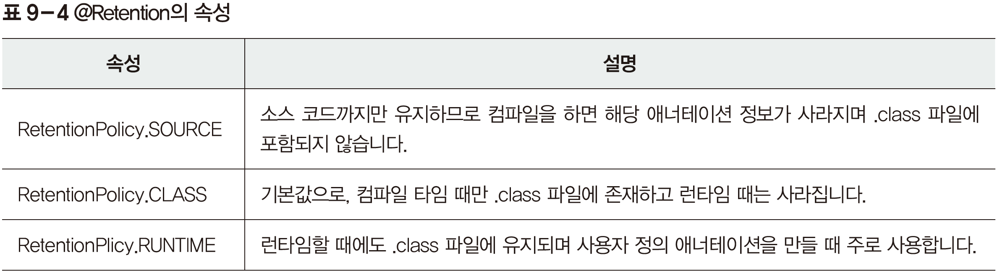 표 9-4 @Retention의 속성
속성
설명
RetentionPolicy.SOURCE
소스 코드까지만 유지하므로 컴파일을 하면 해당 애너테이션 정보가 사라지며 .class 파일에
포함되지 않습니다.
RetentionPolicy.CLASS
기본값으로, 컴파일 타임 때만 .class 파일에 존재하고 런타임 때는 사라집니다.
RetentionPlicy.RUNTIME
런타임할 때에도 .class 파일에 유지되며 사용자 정의 애너테이션을 만들 때 주로 사용합니다.